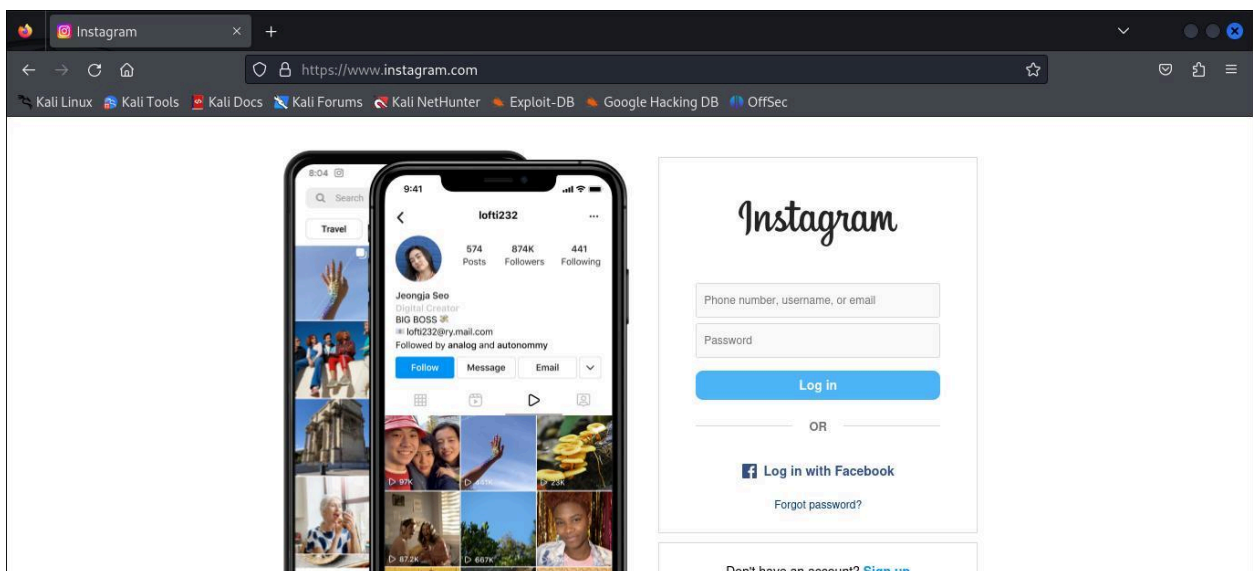 Instagram
https://www.instagram.com
Kali Linux Kali Tools Kali Docs Kali Forums Kali NetHunter Exploit-DB Google Hacking DB OffSec
8:04
Search
Travel
9:41
lofti232
574 874K 441
Posts Followers Following
Jeongja Seo
Digital Creator
BIG BOSS
lofti232@ry.mail.com
Followed by analog and autonommy
Follow Message Email
97K 23K
87.2K 667K
Instagram
Phone number, username, or email
Password
Log in
OR
Log in with Facebook
Forgot password?
Don't have an account? Sign up